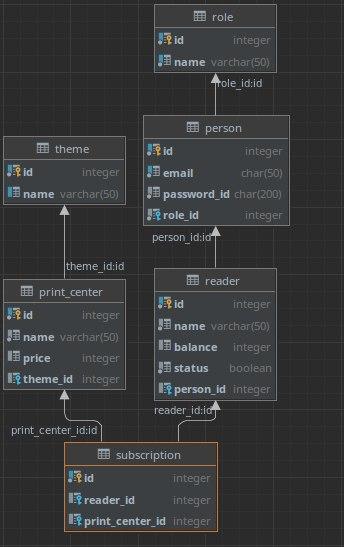 role
id integer
name varchar(50)
role_id:id
person
id integer
email char(50)
password_id char(200)
role_id integer
theme
id integer
name varchar(50)
person_id:id
theme_id:id
reader
id integer
name varchar(50)
balance integer
status boolean
person_id integer
print_center
id integer
name varchar(50)
price integer
theme_id integer
reader_id:id
print_center_id:id
subscription
id integer
reader_id integer
print_center_id integer